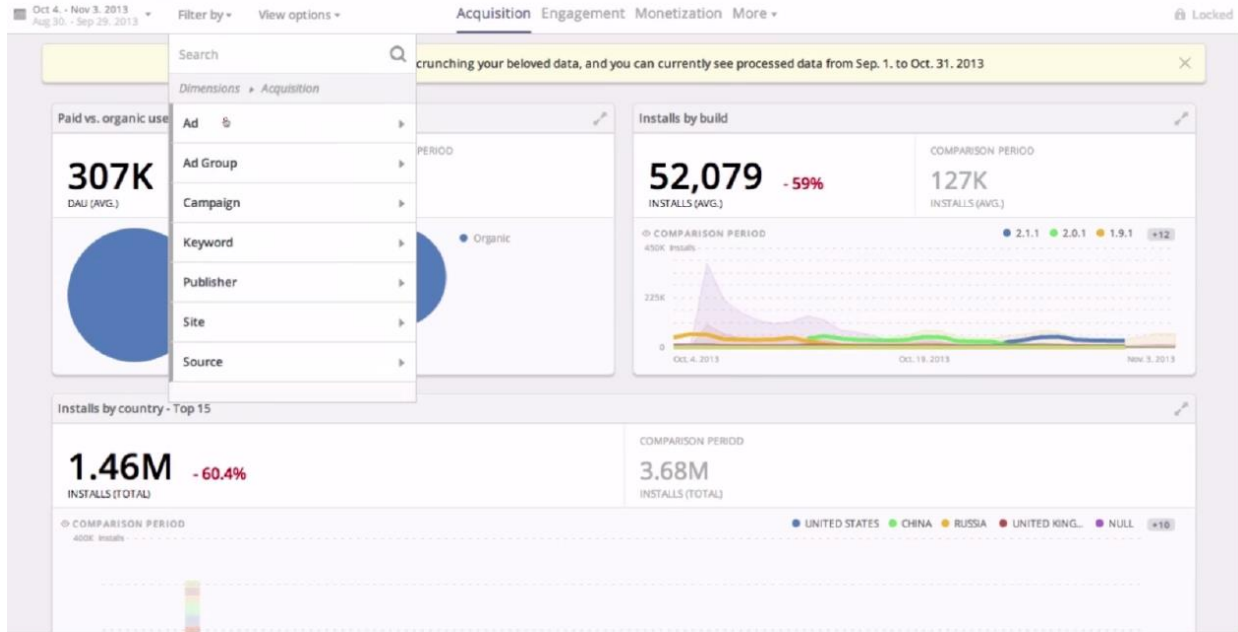 Oct 4. - Nov 3. 2013
Aug 30. - Sep 29. 2013
Filter by
View options
Acquisition Engagement Monetization More
Locked
Search
crunching your beloved data, and you can currently see processed data from Sep. 1. to Oct. 31. 2013
Dimensions Acquisition
Ad
Ad Group
Campaign
Keyword
Publisher
Site
Source
Paid vs. organic use
307K
DAU (AVG.)
PERIOD
Organic
Installs by build
52,079 - 59%
INSTALLS (AVG.)
COMPARISON PERIOD
127K
INSTALLS (AVG.)
COMPARISON PERIOD
2.1.1 2.0.1 1.9.1 +12
450K Installs
225K
0
Oct. 4, 2013 Oct. 19, 2013 Nov. 3, 2013
Installs by country - Top 15
1.46M - 60.4%
INSTALLS (TOTAL)
COMPARISON PERIOD
3.68M
INSTALLS (TOTAL)
COMPARISON PERIOD
UNITED STATES CHINA RUSSIA UNITED KING... NULL +10
400K Installs